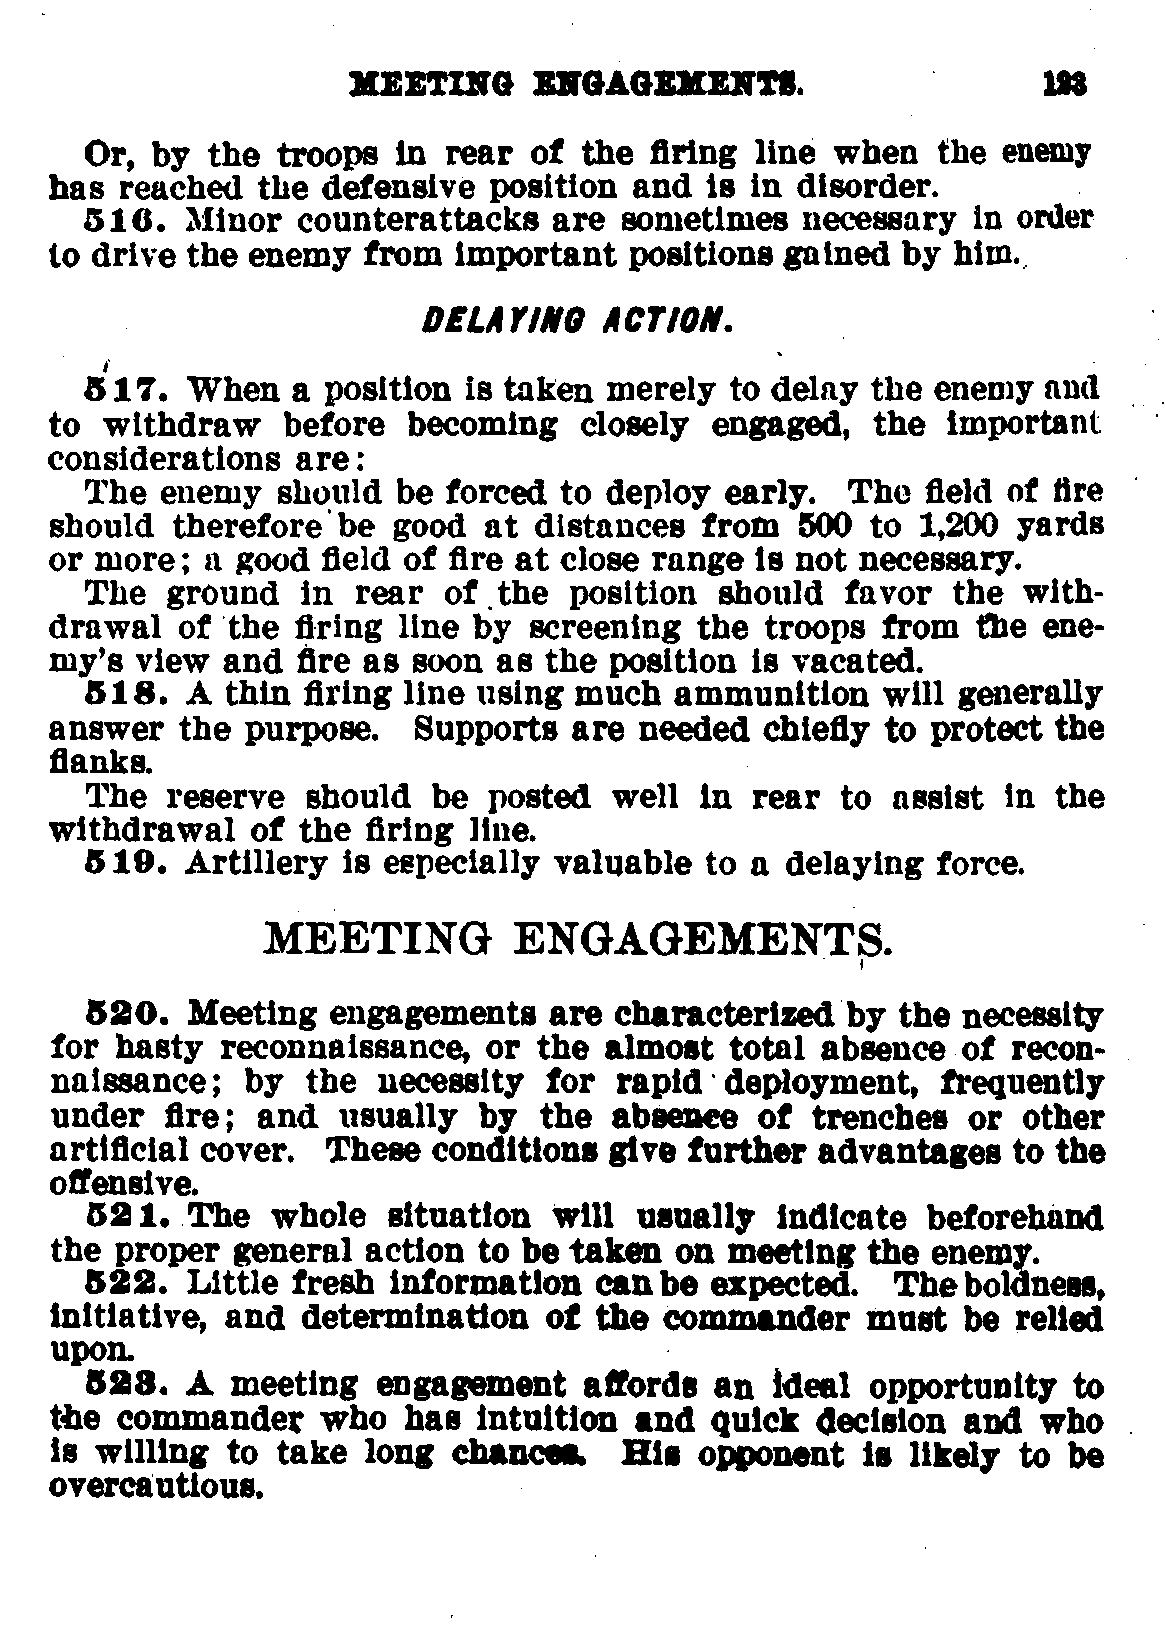 MEETING ENGAGEMENTS. 123
Or, by the troops in rear of the firing line when the enemy
has reached the defensive position and is in disorder.
516. Minor counterattacks are sometimes necessary in order
to drive the enemy from important positions gained by him.
DELAYING ACTION.
517. When a position is taken merely to delay the enemy and
to withdraw before becoming closely engaged, the important
considerations are:
The enemy should be forced to deploy early. The field of fire
should therefore be good at distances from 500 to 1,200 yards
or more; a good field of fire at close range is not necessary.
The ground in rear of the position should favor the with-
drawal of the firing line by screening the troops from the ene-
my's view and fire as soon as the position is vacated.
518. A thin firing line using much ammunition will generally
answer the purpose. Supports are needed chiefly to protect the
flanks.
The reserve should be posted well in rear to assist in the
withdrawal of the firing line.
519. Artillery is especially valuable to a delaying force.
MEETING ENGAGEMENTS.
520. Meeting engagements are characterized by the necessity
for hasty reconnaissance, or the almost total absence of recon-
naissance; by the necessity for rapid deployment, frequently
under fire; and usually by the absence of trenches or other
artificial cover. These conditions give further advantages to the
offensive.
521. The whole situation will usually indicate beforehand
the proper general action to be taken on meeting the enemy.
522. Little fresh information can be expected. The boldness,
initiative, and determination of the commander must be relied
upon.
523. A meeting engagement affords an ideal opportunity to
the commander who has intuition and quick decision and who
is willing to take long chances. His opponent is likely to be
overcautious.